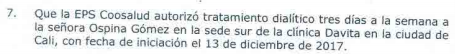 7. Que la EPS Coosalud autorizó tratamiento dialítico tres días a la semana a
la señora Ospina Gómez en la sede sur de la clínica Davita en la ciudad de
Cali, con fecha de iniciación el 13 de diciembre de 2017.